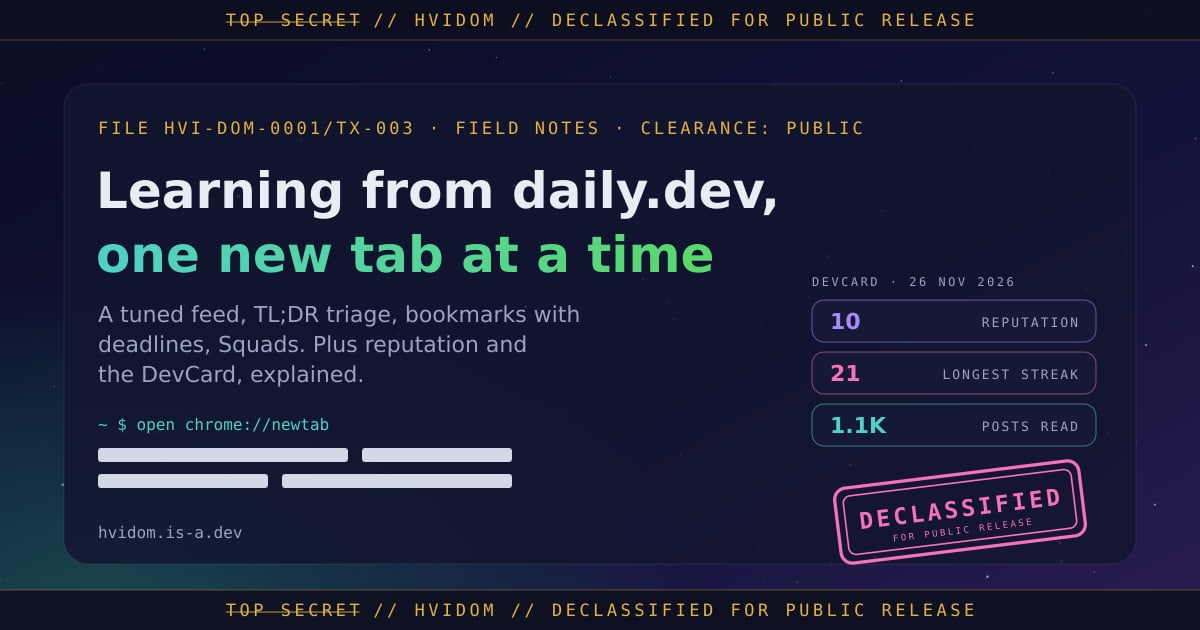 TOP SECRET // HVIDOM // DECLASSIFIED FOR PUBLIC RELEASE
FILE HVI-DOM-0001/TX-003 · FIELD NOTES · CLEARANCE: PUBLIC
Learning from daily.dev,
one new tab at a time
A tuned feed, TL;DR triage, bookmarks with
deadlines, Squads. Plus reputation and
the DevCard, explained.
~ $ open chrome://newtab
hvidom.is-a.dev
DEVCARD · 26 NOV 2026
10 REPUTATION
21 LONGEST STREAK
1.1K POSTS READ
DECLASSIFIED
FOR PUBLIC RELEASE
TOP SECRET // HVIDOM // DECLASSIFIED FOR PUBLIC RELEASE